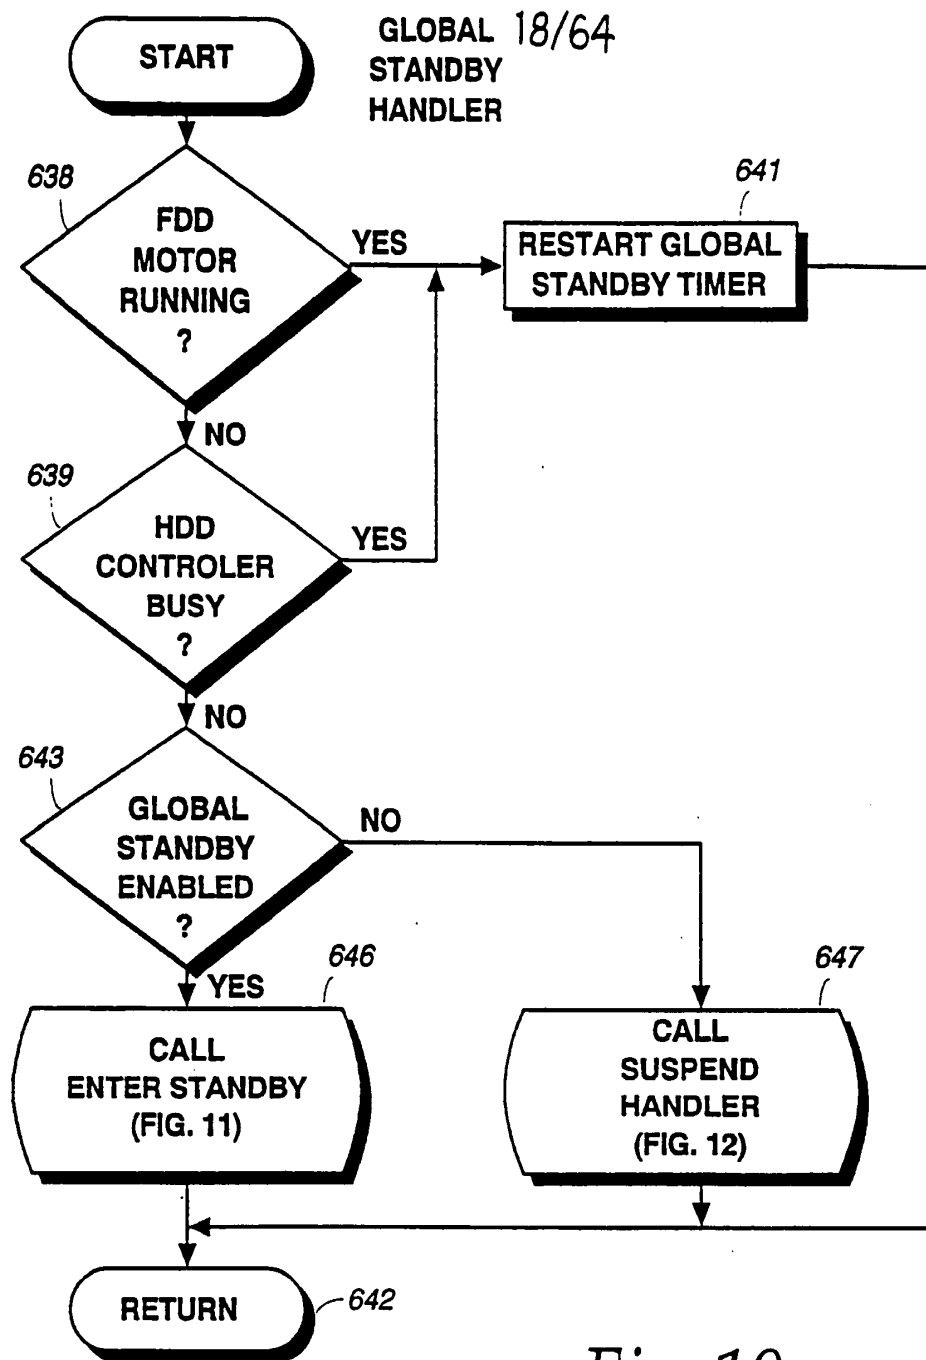 START
GLOBAL 18/64
STANDBY
HANDLER
638
FDD
MOTOR
RUNNING
?
YES
641
RESTART GLOBAL
STANDBY TIMER
NO
639
HDD
CONTROLER
BUSY
?
YES
NO
643
GLOBAL
STANDBY
ENABLED
?
NO
YES
646
CALL
ENTER STANDBY
(FIG. 11)
647
CALL
SUSPEND
HANDLER
(FIG. 12)
RETURN
642